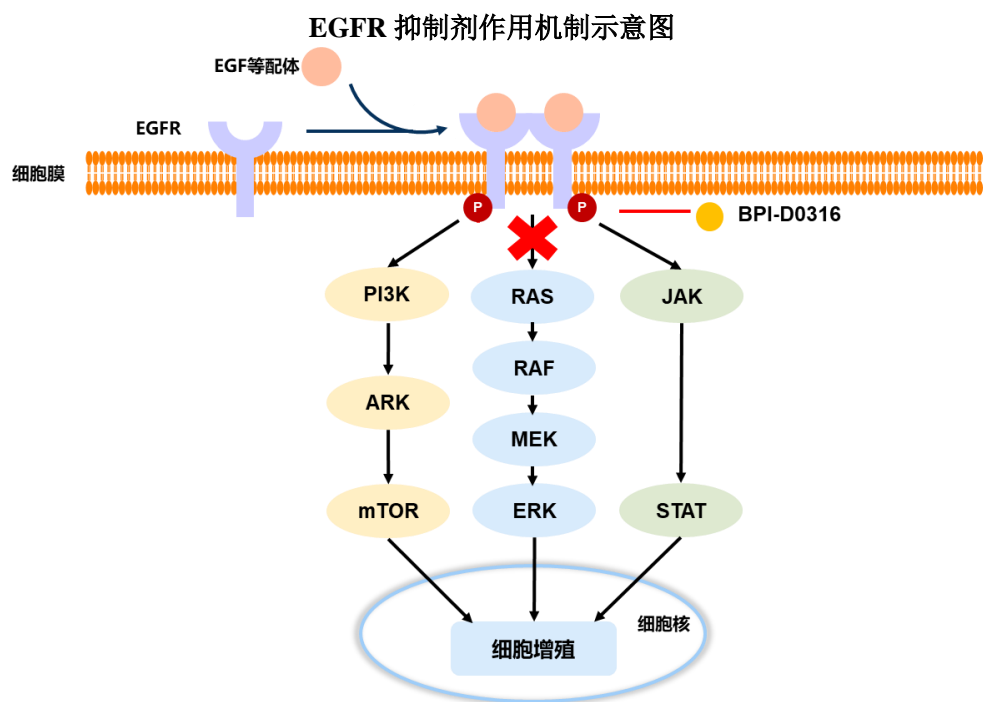 EGFR 抑制剂作用机制示意图
EGF等配体
EGFR
细胞膜
P
P
BPI-D0316
PI3K
RAS
JAK
RAF
ARK
MEK
mTOR
ERK
STAT
细胞核
细胞增殖